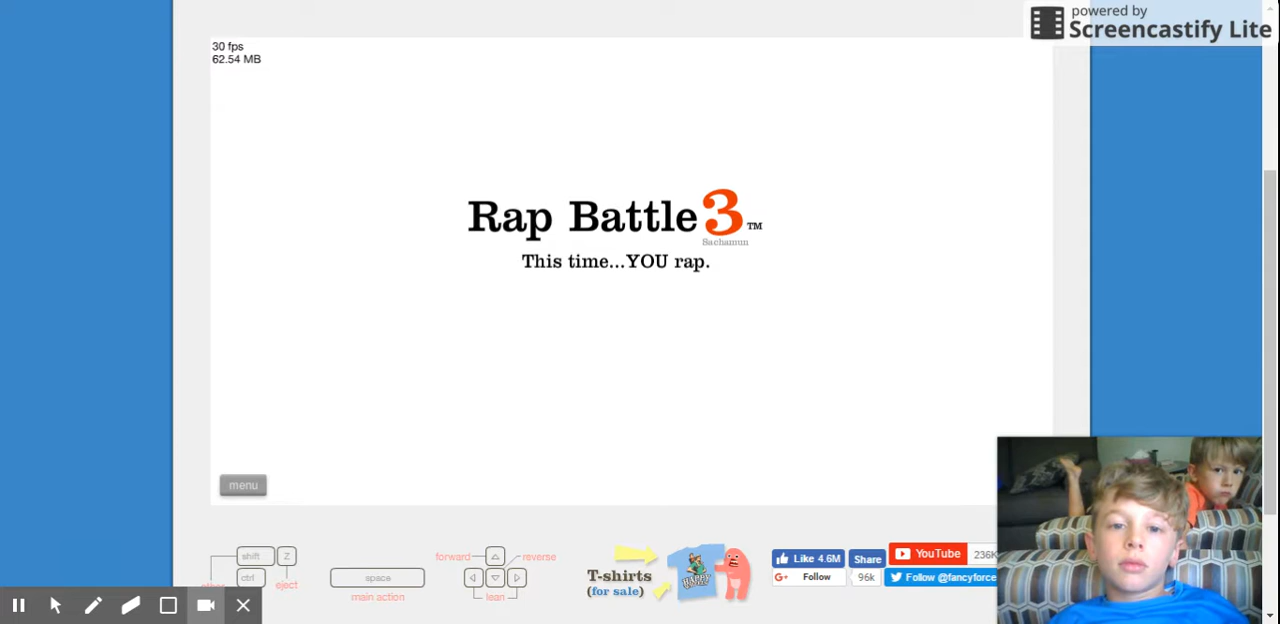 powered by
Screencastify Lite
30 fps
62.54 MB
Rap Battle 3 TM
Sachamun
This time...YOU rap.
menu
shift
Z
ctrl
eject
space
main action
forward
reverse
lean
T-shirts
(for sale)
HAPPY
Like 4.6M
Share
YouTube
236K
G+ Follow
96k
Follow @fancyforce